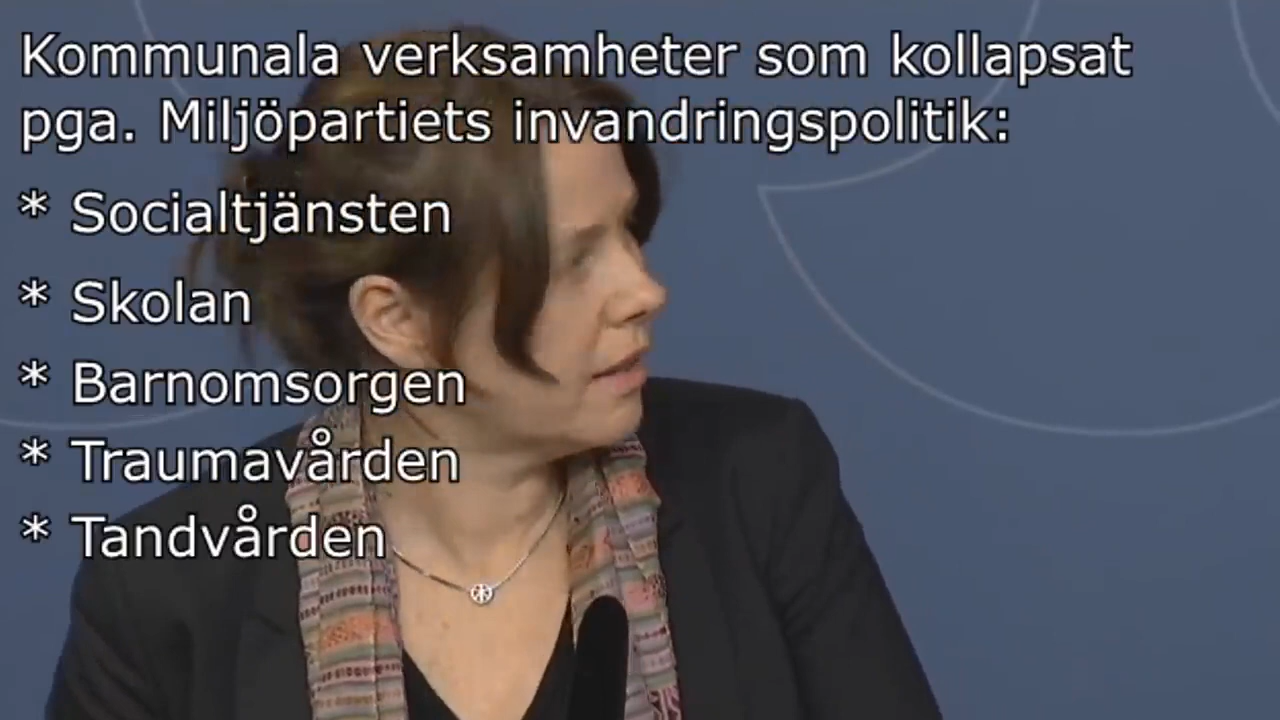 Kommunala verksamheter som kollapsat
pga. Miljöpartiets invandringspolitik:
* Socialtjänsten
* Skolan
* Barnomsorgen
* Traumavården
* Tandvården